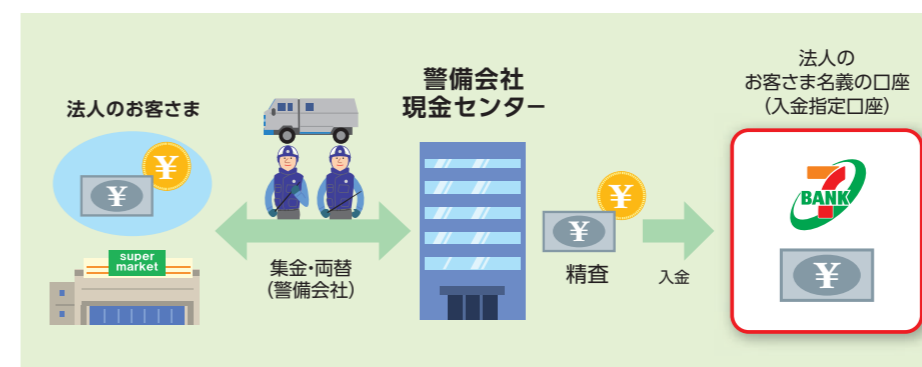 法人のお客さま
¥
¥
super
market
集金・両替
（警備会社）
警備会社
現金センター
¥
¥
精査
入金
法人の
お客さま名義の口座
（入金指定口座）
7
BANK
¥